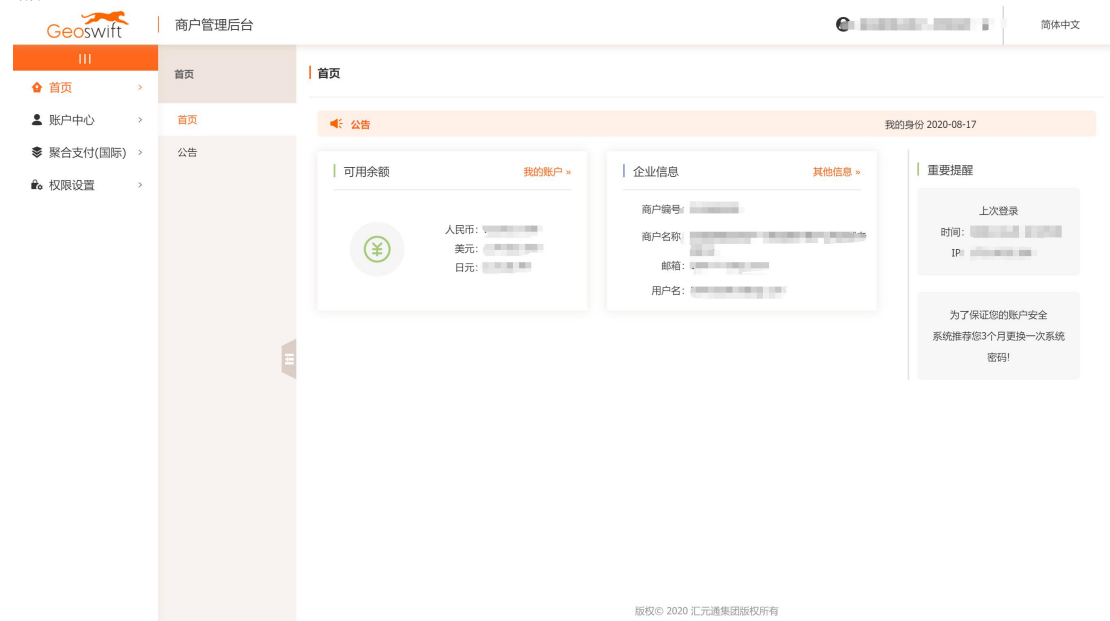 Geoswift
商户管理后台
简体中文
首页
账户中心
聚合支付(国际)
权限设置
首页
首页
公告
首页
公告
我的身份 2020-08-17
可用余额
我的账户 »
人民币:
美元:
日元:
企业信息
其他信息 »
商户编号:
商户名称:
邮箱:
用户名:
重要提醒
上次登录
时间:
IP:
为了保证您的账户安全
系统推荐您3个月更换一次系统
密码!
版权© 2020 汇元通集团版权所有